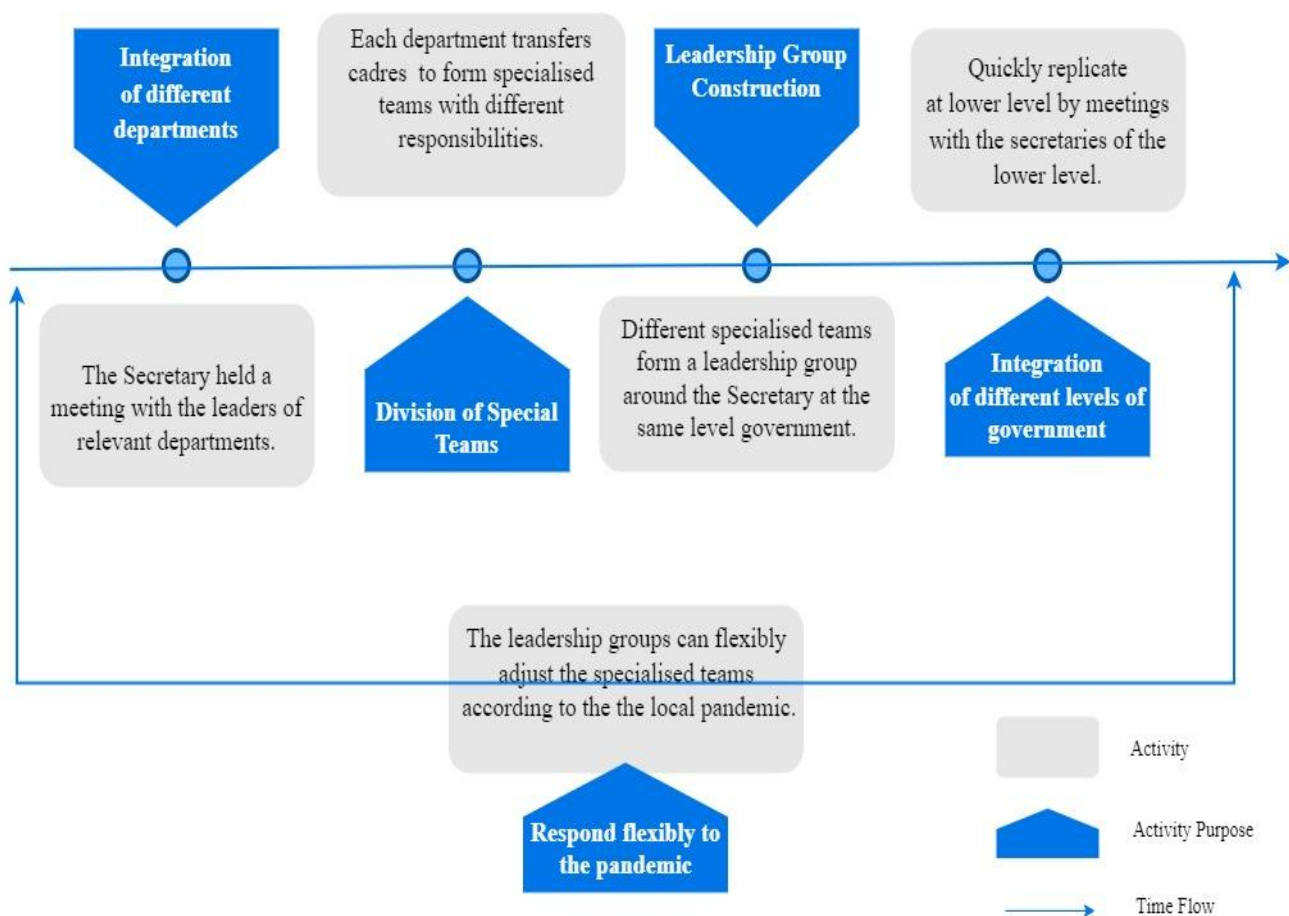 Integration
of different
departments
Each department transfers
cadres to form specialised
teams with different
responsibilities.
Leadership Group
Construction
Quickly replicate
at lower level by meetings
with the secretaries of the
lower level.
The Secretary held a
meeting with the leaders of
relevant departments.
Division of Special
Teams
Different specialised teams
form a leadership group
around the Secretary at the
same level government.
Integration
of different levels of
government
The leadership groups can flexibly
adjust the specialised teams
according to the the local pandemic.
Respond flexibly to
the pandemic
Activity
Activity Purpose
Time Flow